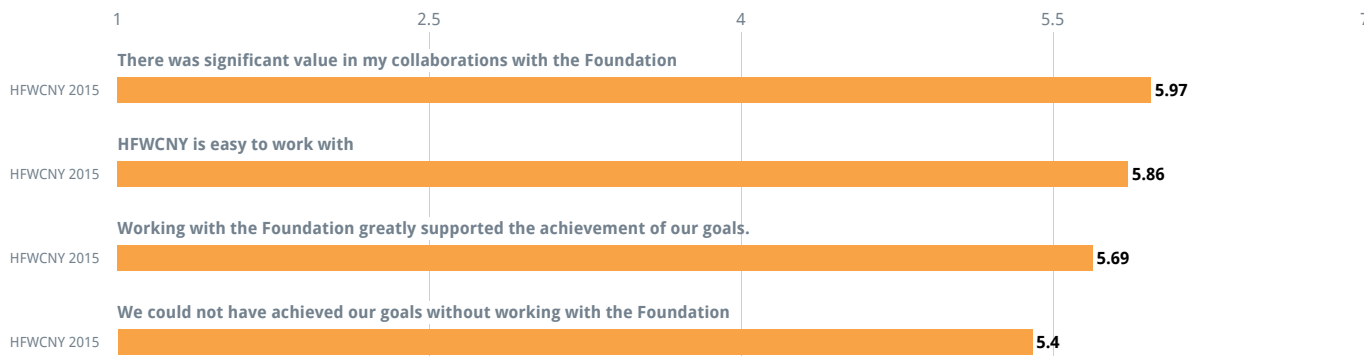 1 2.5 4 5.5 7
There was significant value in my collaborations with the Foundation
HFWCNY 2015 5.97
HFWCNY is easy to work with
HFWCNY 2015 5.86
Working with the Foundation greatly supported the achievement of our goals.
HFWCNY 2015 5.69
We could not have achieved our goals without working with the Foundation
HFWCNY 2015 5.4